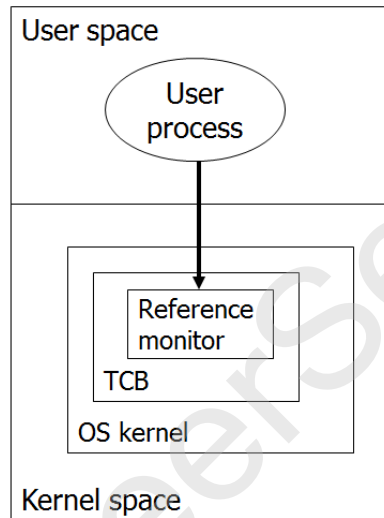 User space
User
process
Reference
monitor
TCB
OS kernel
Kernel space